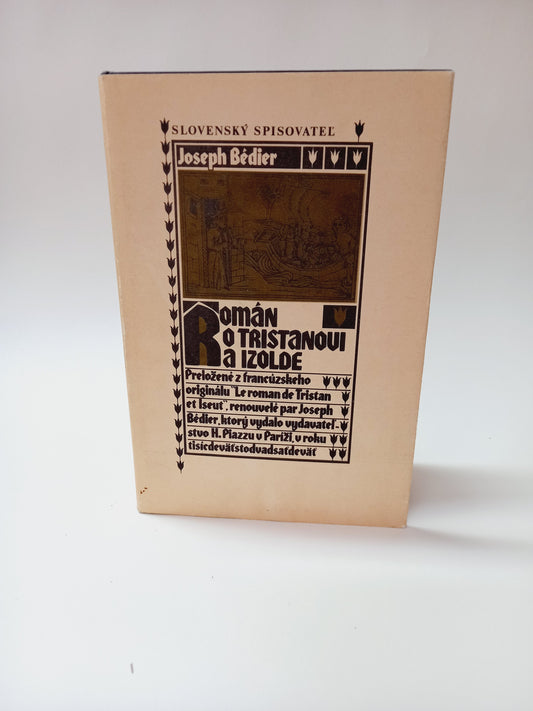 SLOVENSKÝ SPISOVATEĽ
Joseph Bédier
Román
o TRISTANOVI
a IZOLDE
Preložené z francúzskeho
originálu "Le roman de Tristan
et Iseut", renouvelé par Joseph
Bédier, ktorý vydalo vydavateľ-
stvo H. Piazzu v Paríži, v roku
tisícdeväťstodvadsaťdeväť